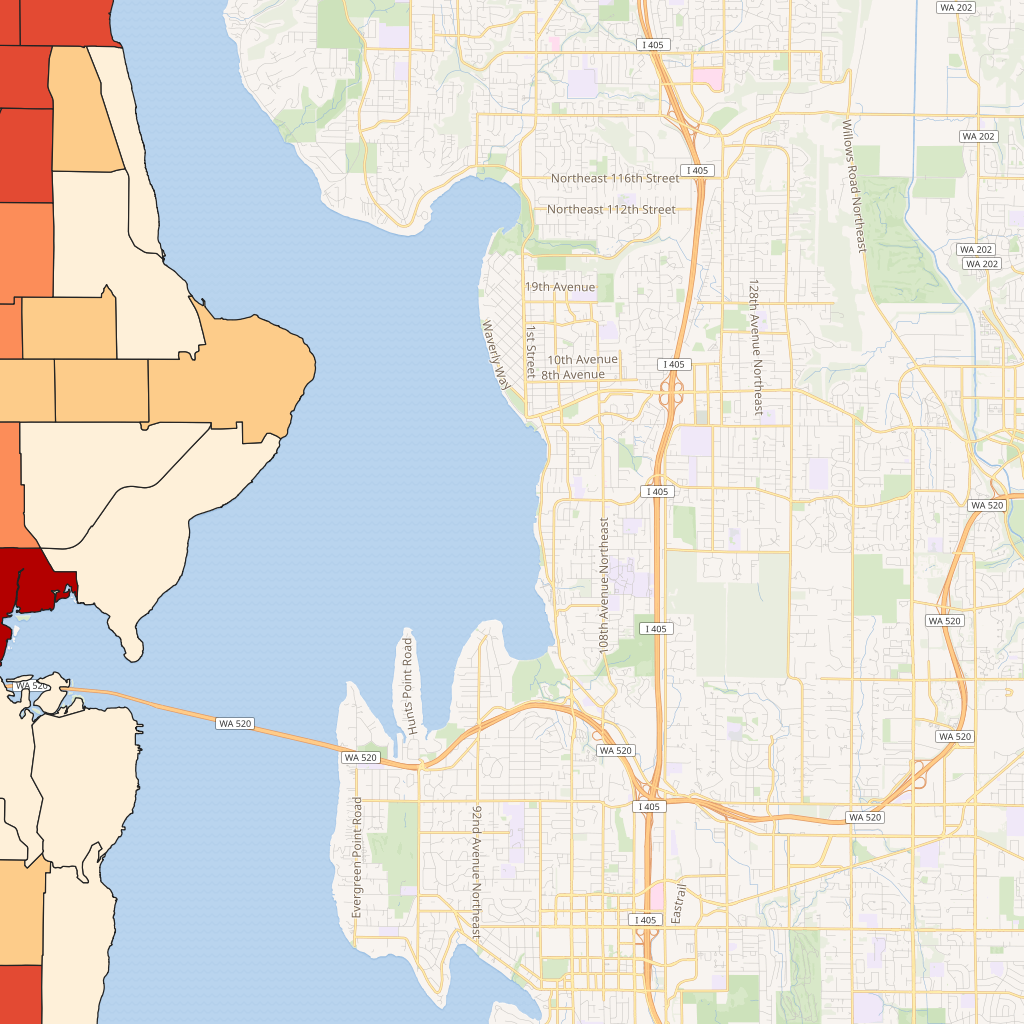 WA 202
I 405
WA 202
Willows Road Northeast
I 405
Northeast 116th Street
Northeast 112th Street
WA 202
WA 202
19th Avenue
128th Avenue Northeast
Waverly Way
1st Street
10th Avenue
8th Avenue
I 405
I 405
WA 520
108th Avenue Northeast
WA 520
I 405
Hunts Point Road
WA 520
WA 520
WA 520
WA 520
WA 520
I 405
WA 520
Evergreen Point Road
92nd Avenue Northeast
Eastrail
I 405